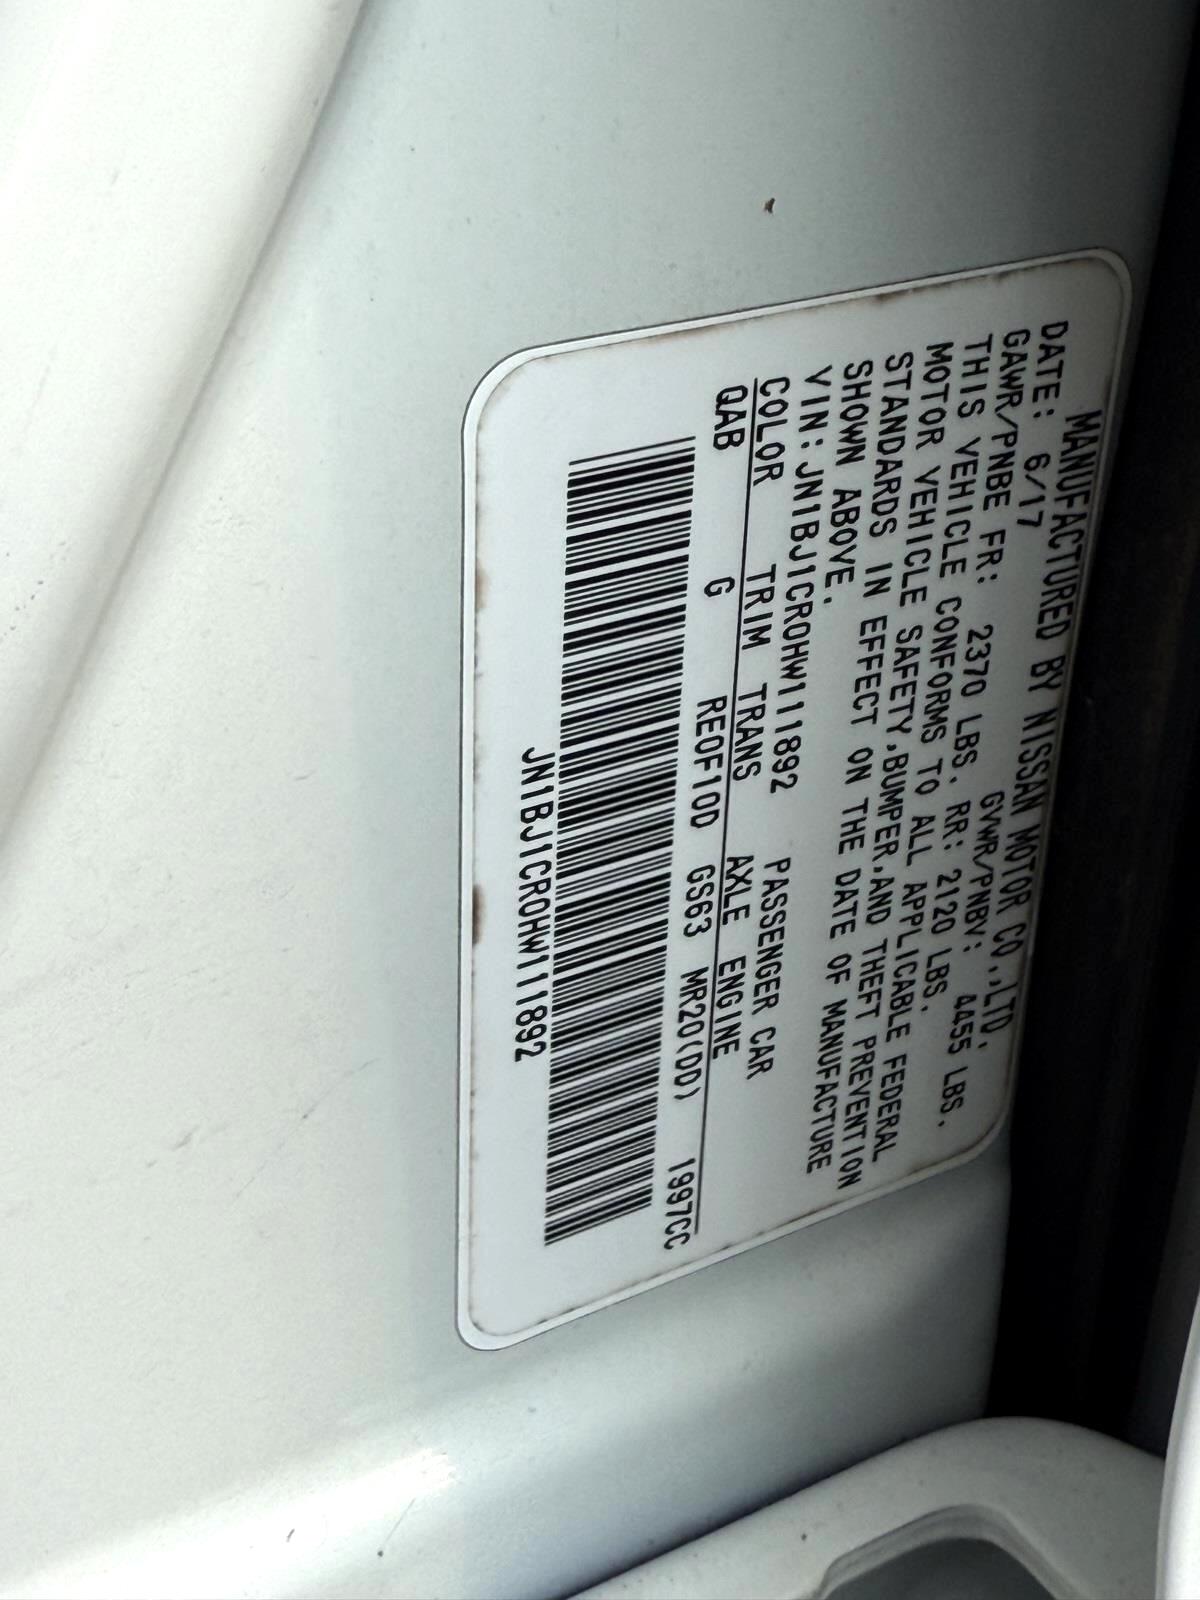 MANUFACTURED BY NISSAN MOTOR CO.,LTD.
DATE: 6/17 GVWR/PNBV: 4455 LBS.
GAWR/PNBE FR: 2370 LBS. RR: 2120 LBS.
THIS VEHICLE CONFORMS TO ALL APPLICABLE FEDERAL
MOTOR VEHICLE SAFETY,BUMPER,AND THEFT PREVENTION
STANDARDS IN EFFECT ON THE DATE OF MANUFACTURE
SHOWN ABOVE.
VIN:JN1BJ1CR0HW111892 PASSENGER CAR
COLOR TRIM TRANS AXLE ENGINE
QAB G RE0F10D GS63 MR20(DD) 1997CC
JN1BJ1CR0HW111892